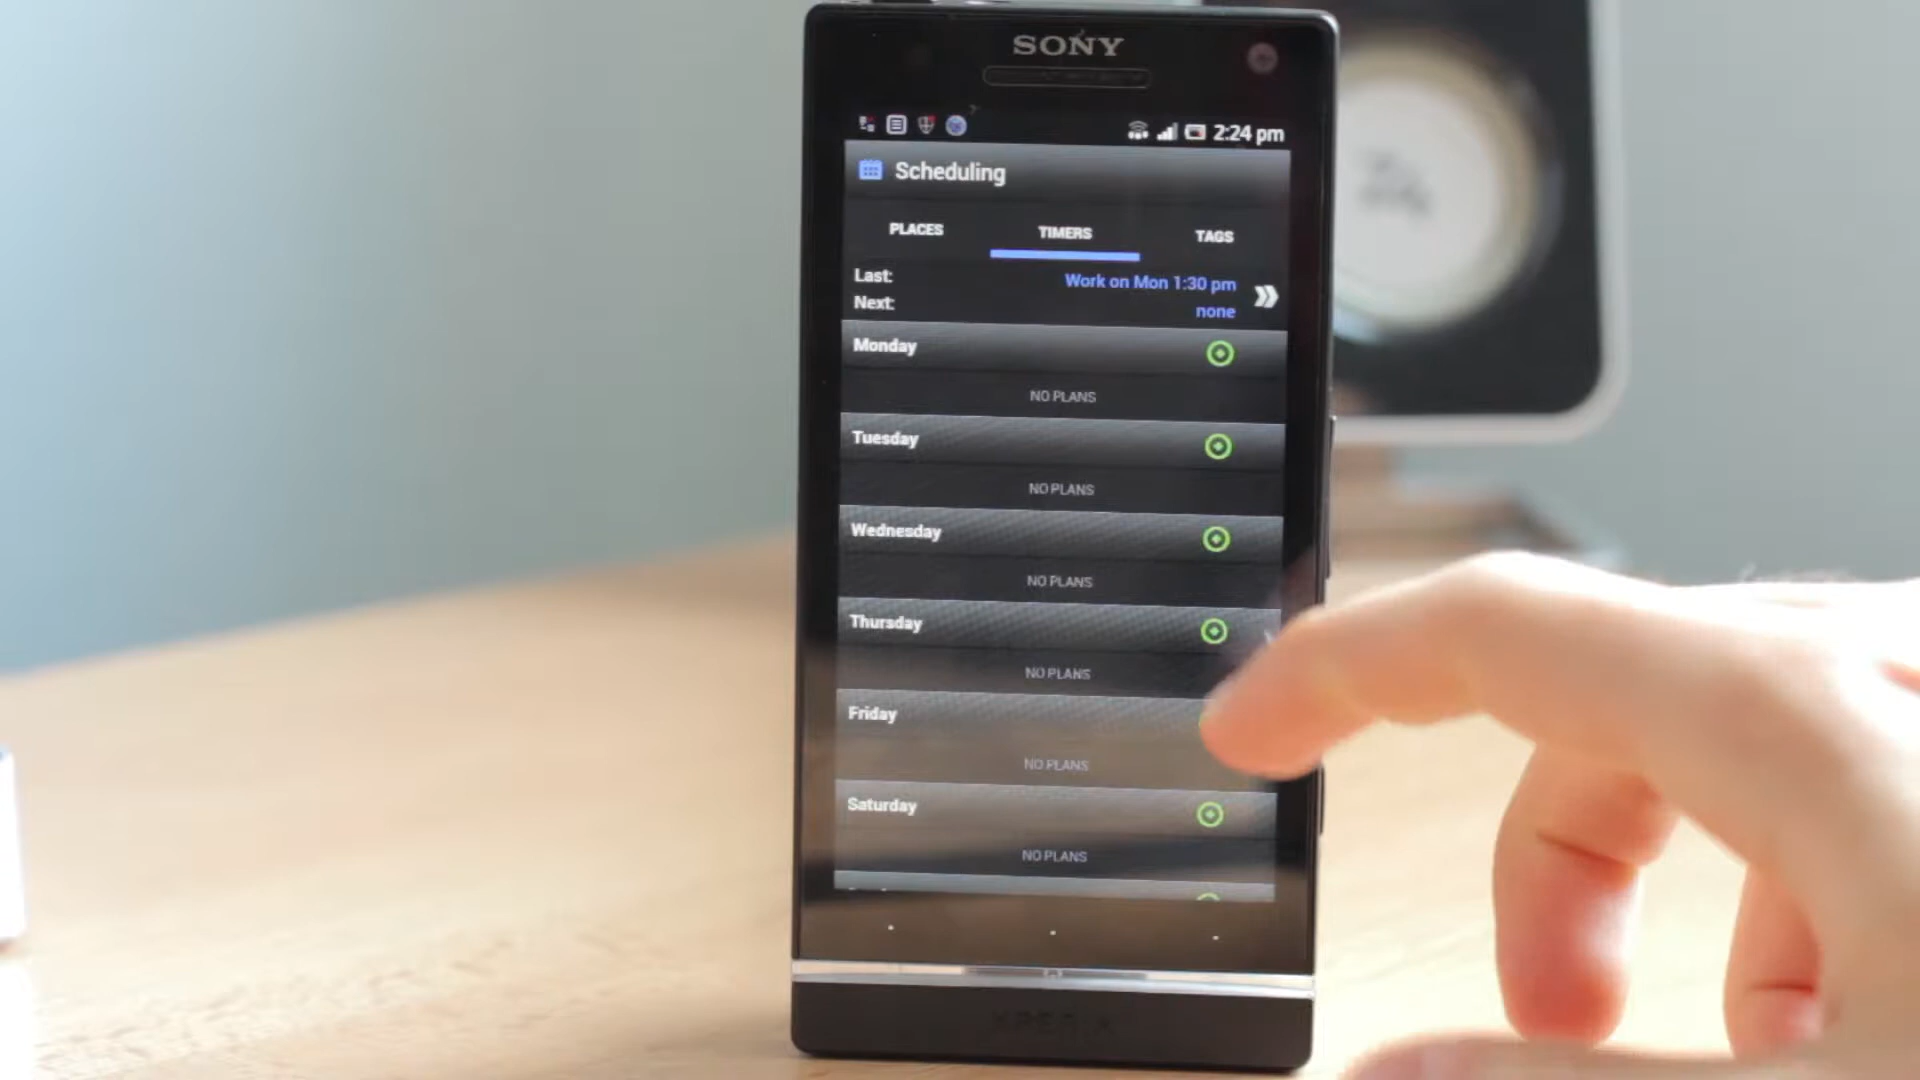 SONY
2:24 pm
Scheduling
PLACES TIMERS TAGS
Last: Work on Mon 1:30 pm
Next: none
Monday
NO PLANS
Tuesday
NO PLANS
Wednesday
NO PLANS
Thursday
NO PLANS
Friday
NO PLANS
Saturday
NO PLANS
XPERIA